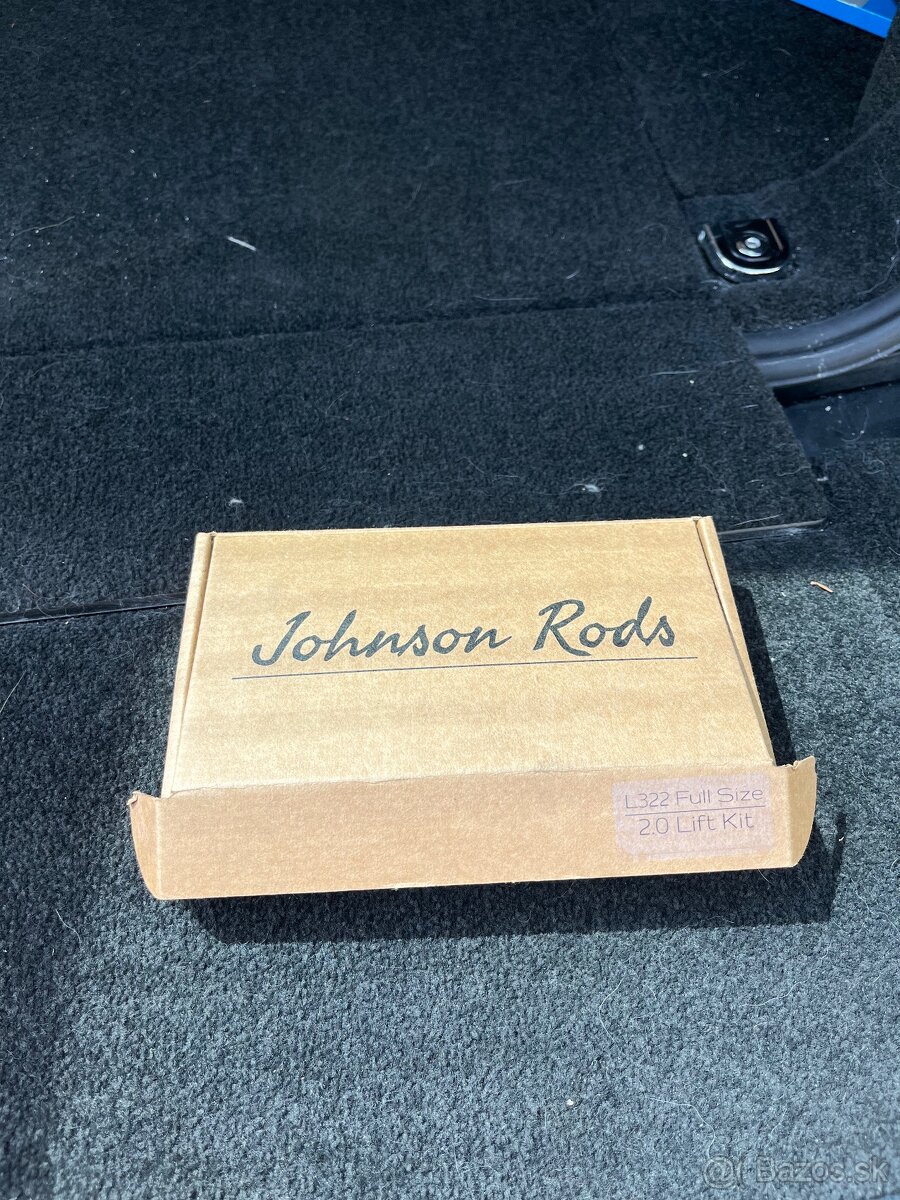 Johnson Rods
L322 Full Size
2.0 Lift Kit
Bazos.sk